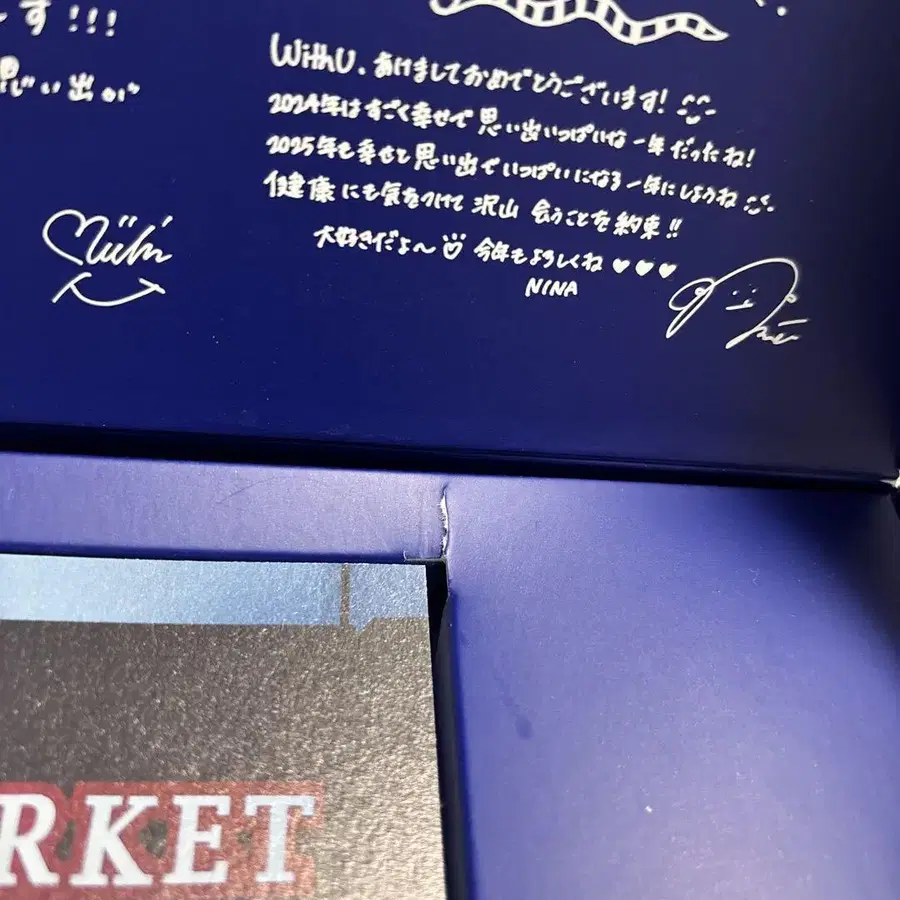 す!!!
思い出が
WithU. あけましておめでとうございます!
2024年はすごく幸せで思い出いっぱいな一年だったね!
2025年も幸せと思い出でいっぱいになる一年にしようね
健康にも気をつけて沢山会うことを約束!!
大好きだよ〜 今年もよろしくね ♥♥♥
NINA
RKET